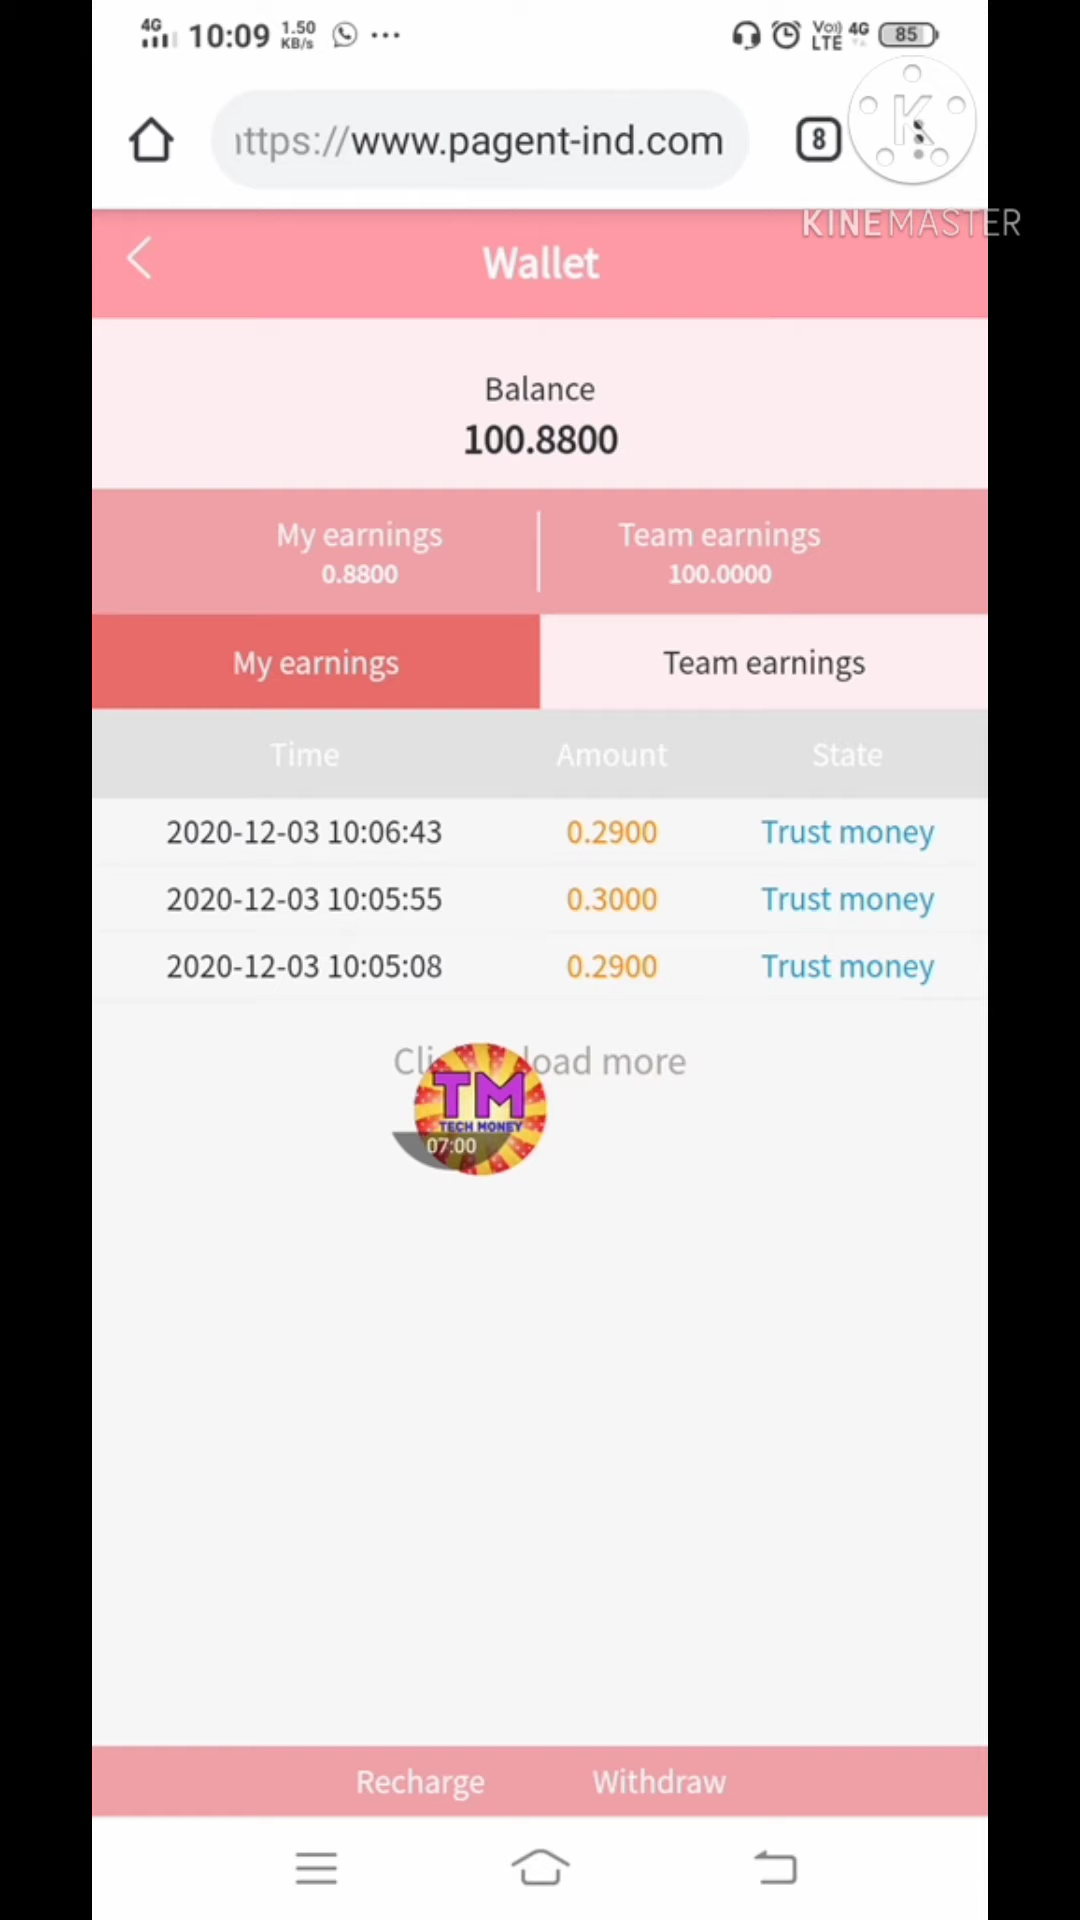 4G 10:09 1.50 KB/s ... VoLTE 4G 85
ttps://www.pagent-ind.com 8
K
KINEMASTER
Wallet
Balance
100.8800
My earnings Team earnings
0.8800 100.0000
My earnings Team earnings
Time Amount State
2020-12-03 10:06:43 0.2900 Trust money
2020-12-03 10:05:55 0.3000 Trust money
2020-12-03 10:05:08 0.2900 Trust money
load more
TM
TECH MONEY
07:00
Recharge Withdraw